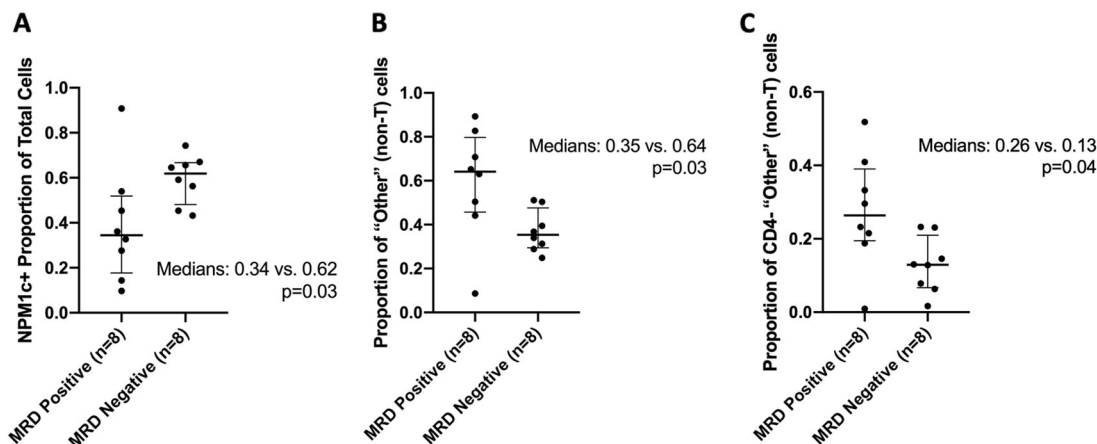 A
NPM1c+ Proportion of Total Cells
1.0
0.8
0.6
0.4
0.2
0.0
Medians: 0.34 vs. 0.62
p=0.03
MRD Positive (n=8)
MRD Negative (n=8)
B
Proportion of “Other” (non-T) cells
1.0
0.8
0.6
0.4
0.2
0.0
Medians: 0.35 vs. 0.64
p=0.03
MRD Positive (n=8)
MRD Negative (n=8)
C
Proportion of CD4- “Other” (non-T) cells
0.6
0.4
0.2
0.0
Medians: 0.26 vs. 0.13
p=0.04
MRD Positive (n=8)
MRD Negative (n=8)